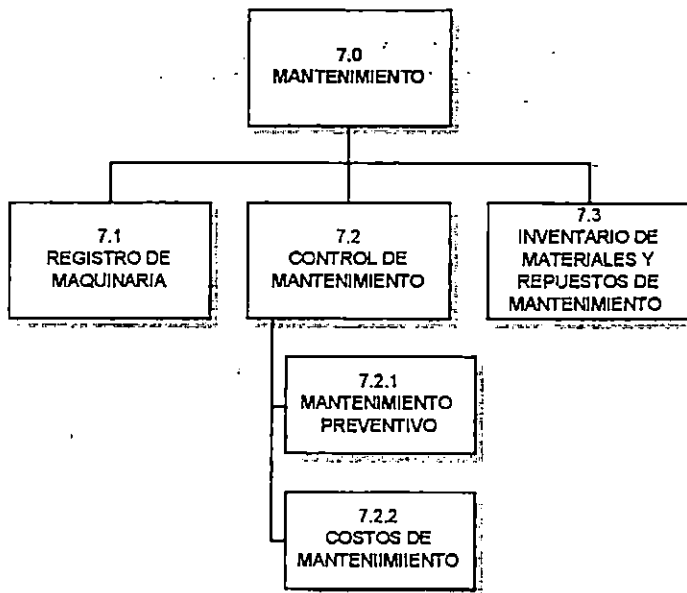 7.0
MANTENIMIENTO
7.1
REGISTRO DE
MAQUINARIA
7.2
CONTROL DE
MANTENIMIENTO
7.3
INVENTARIO DE
MATERIALES Y
REPUESTOS DE
MANTENIMIENTO
7.2.1
MANTENIMIENTO
PREVENTIVO
7.2.2
COSTOS DE
MANTENIIMIIENTO